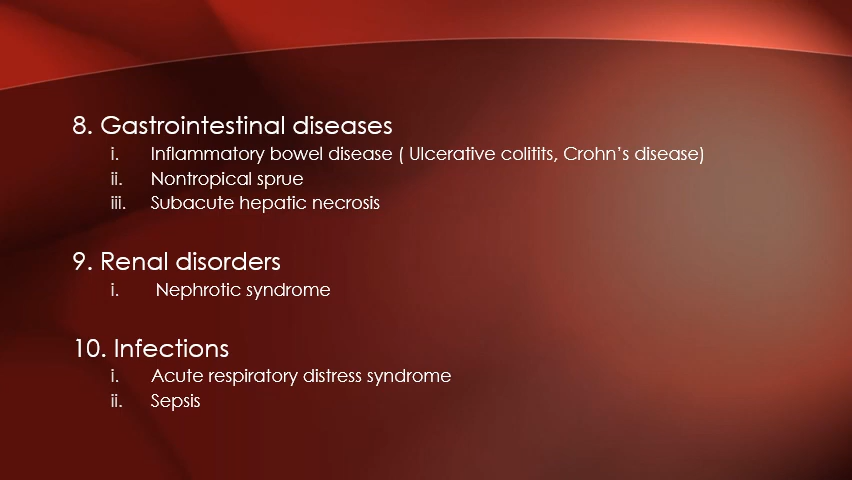 8. Gastrointestinal diseases
i. Inflammatory bowel disease ( Ulcerative colitits, Crohn’s disease)
ii. Nontropical sprue
iii. Subacute hepatic necrosis
9. Renal disorders
i. Nephrotic syndrome
10. Infections
i. Acute respiratory distress syndrome
ii. Sepsis